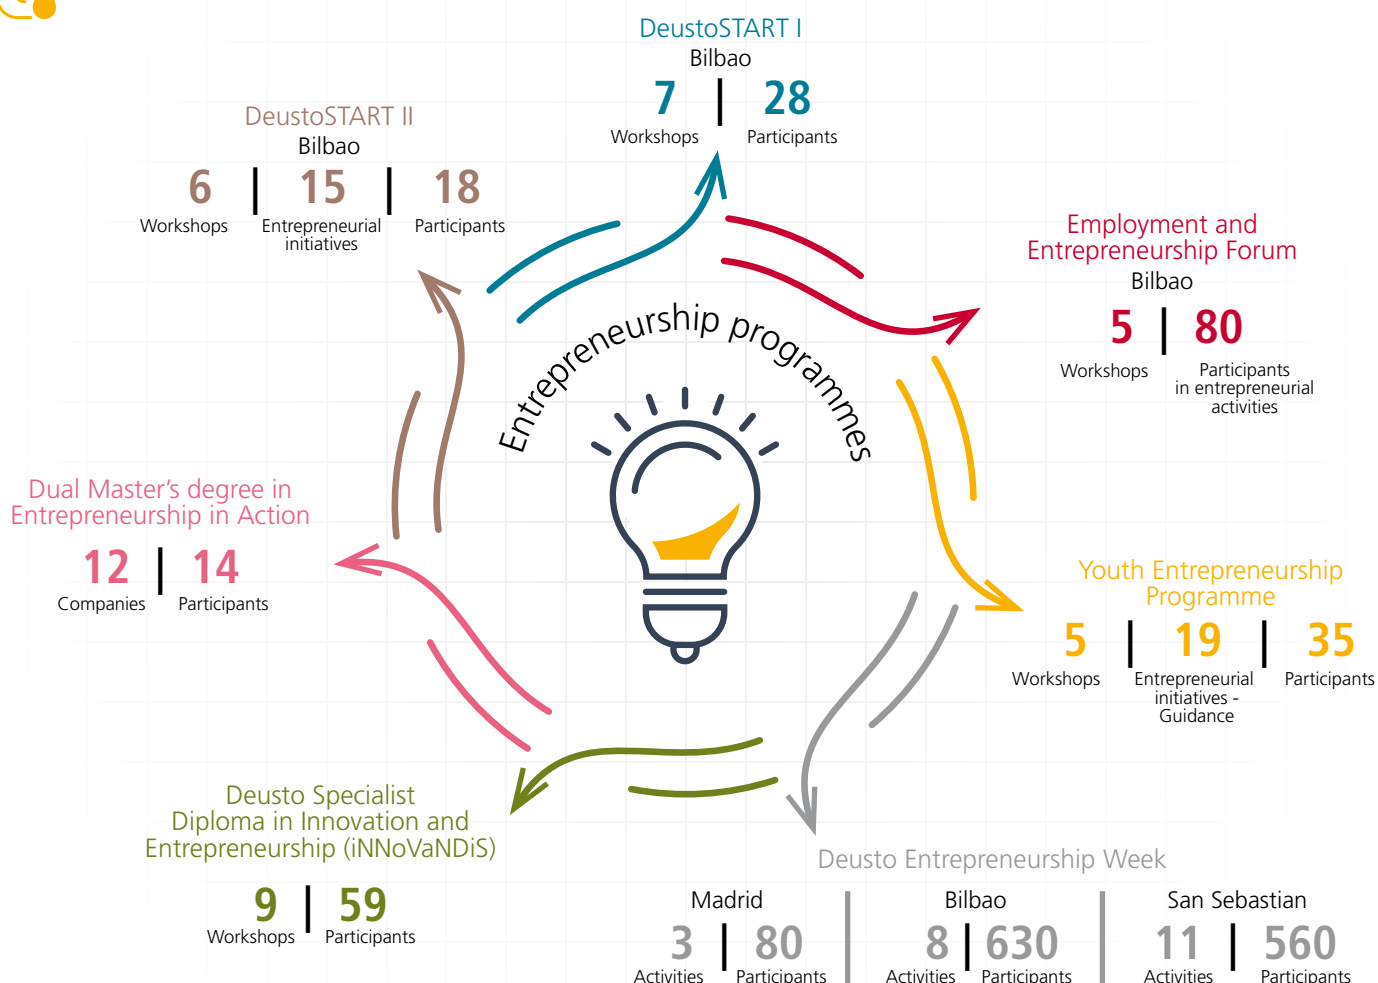 DeustoSTART I
Bilbao
7 | 28
Workshops Participants
DeustoSTART II
Bilbao
6 | 15 | 18
Workshops Entrepreneurial Participants
initiatives
Employment and
Entrepreneurship Forum
Bilbao
5 | 80
Workshops Participants
in entrepreneurial
activities
Entrepreneurship programmes
Dual Master’s degree in
Entrepreneurship in Action
12 | 14
Companies Participants
Youth Entrepreneurship
Programme
5 | 19 | 35
Workshops Entrepreneurial Participants
initiatives -
Guidance
Deusto Specialist
Diploma in Innovation and
Entrepreneurship (iNNoVaNDiS)
9 | 59
Workshops Participants
Deusto Entrepreneurship Week
Madrid Bilbao San Sebastian
3 | 80 8 | 630 11 | 560
Activities Participants Activities Participants Activities Participants